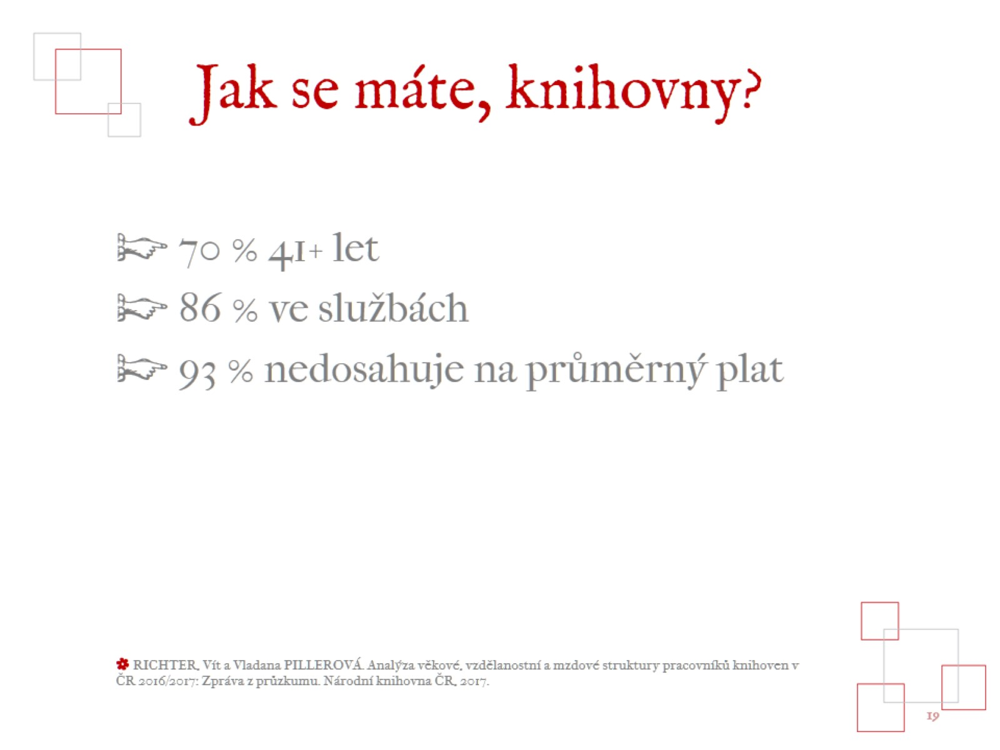 Jak se máte, knihovny?
70 % 41+ let
86 % ve službách
93 % nedosahuje na průměrný plat
RICHTER, Vít a Vladana PILLEROVÁ. Analýza věkové, vzdělanostní a mzdové struktury pracovníků knihoven v
ČR 2016/2017: Zpráva z průzkumu. Národní knihovna ČR, 2017.
19